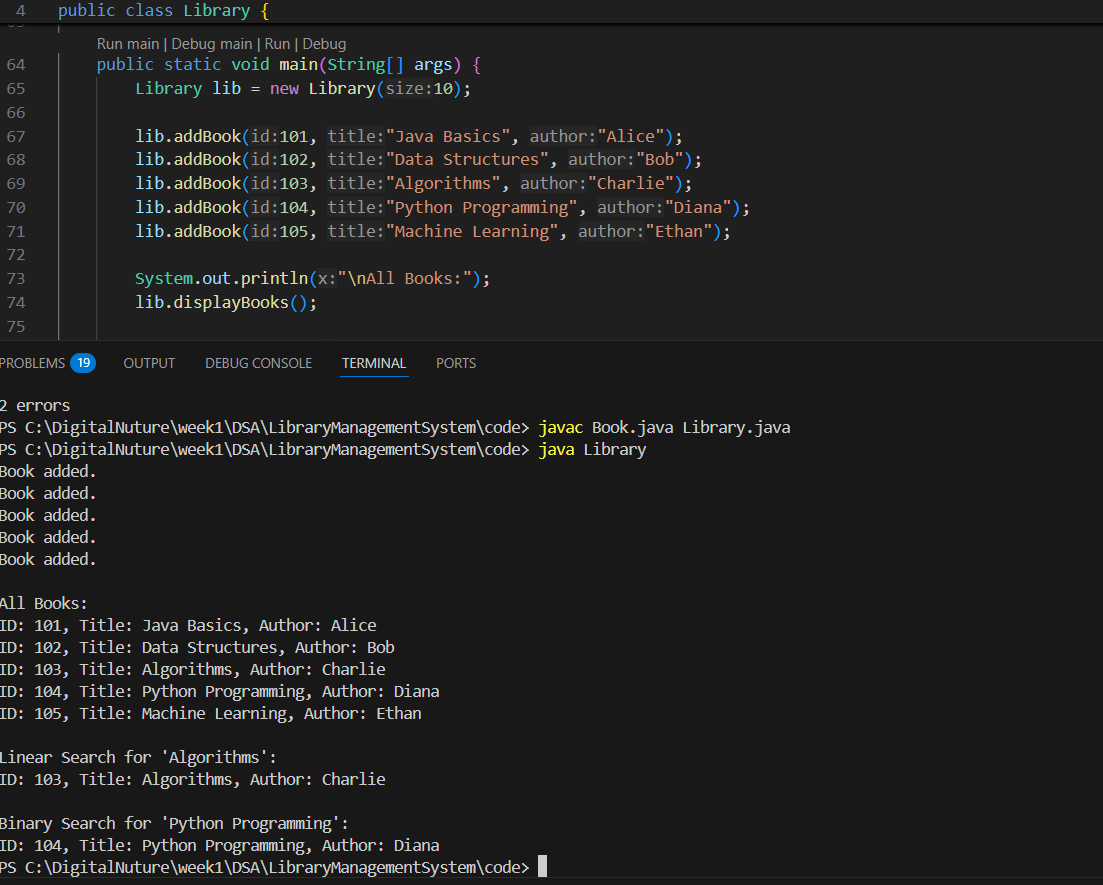 4 public class Library {
Run main | Debug main | Run | Debug
64 public static void main(String[] args) {
65 Library lib = new Library(size:10);
66
67 lib.addBook(id:101, title:"Java Basics", author:"Alice");
68 lib.addBook(id:102, title:"Data Structures", author:"Bob");
69 lib.addBook(id:103, title:"Algorithms", author:"Charlie");
70 lib.addBook(id:104, title:"Python Programming", author:"Diana");
71 lib.addBook(id:105, title:"Machine Learning", author:"Ethan");
72
73 System.out.println(x:"\nAll Books:");
74 lib.displayBooks();
75
PROBLEMS 19 OUTPUT DEBUG CONSOLE TERMINAL PORTS
2 errors
PS C:\DigitalNuture\week1\DSA\LibraryManagementSystem\code> javac Book.java Library.java
PS C:\DigitalNuture\week1\DSA\LibraryManagementSystem\code> java Library
Book added.
Book added.
Book added.
Book added.
Book added.
All Books:
ID: 101, Title: Java Basics, Author: Alice
ID: 102, Title: Data Structures, Author: Bob
ID: 103, Title: Algorithms, Author: Charlie
ID: 104, Title: Python Programming, Author: Diana
ID: 105, Title: Machine Learning, Author: Ethan
Linear Search for 'Algorithms':
ID: 103, Title: Algorithms, Author: Charlie
Binary Search for 'Python Programming':
ID: 104, Title: Python Programming, Author: Diana
PS C:\DigitalNuture\week1\DSA\LibraryManagementSystem\code>